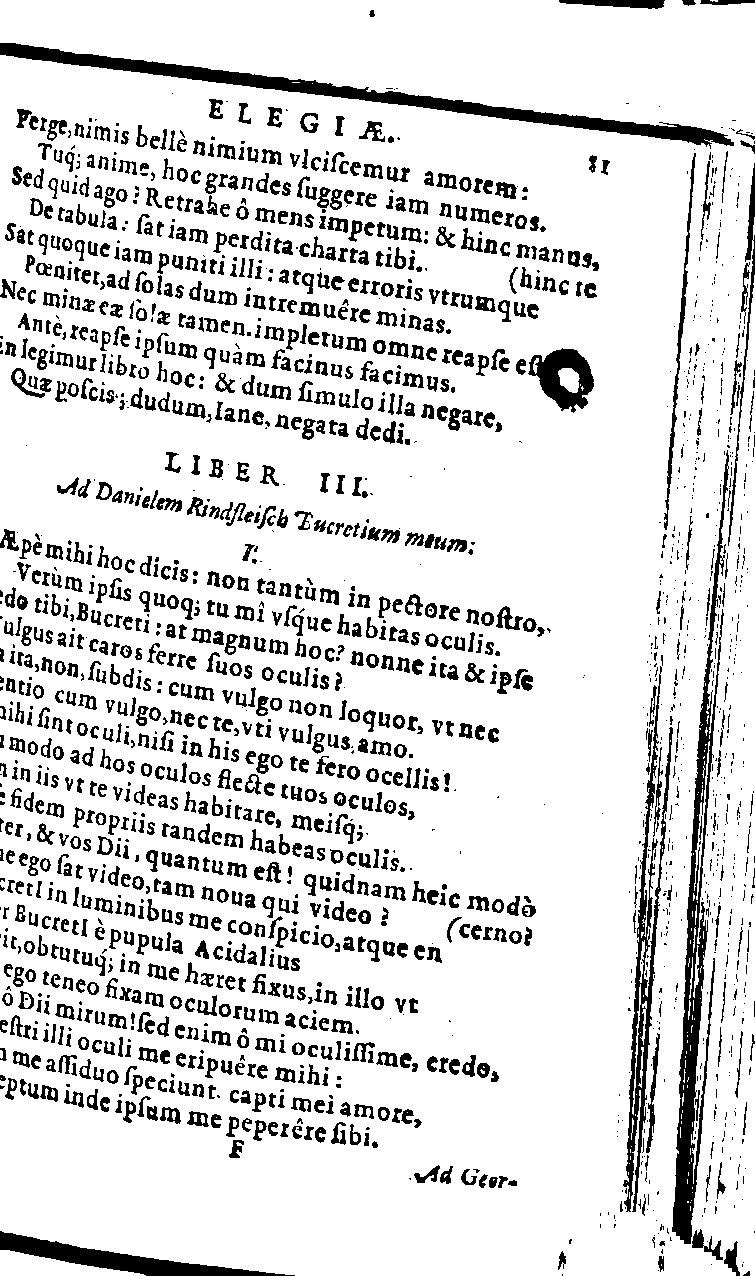 ELEGIÆ.
81
Perge, nimis bellè nimium vlciſcemur amorem:
Tuq́; anime, hoc grandes ſuggere iam numeros.
Sed quid ago? Retrahe ô mens impetum: & hinc manus,
(hinc te
De tabula: ſat iam perdita charta tibi.
Sat quoque iam puniti illi: atque erroris vtrumque
Pœnitet, ad ſolas dum intremuêre minas.
Nec minæ eæ ſolæ tamen. impletum omne reapſe eſt
Antè, reapſe ipſum quàm facinus facimus.
in legimur libro hoc: & dum ſimulo illa negare,
Quæ poſcis; dudum, Iane, negata dedi.
LIBER III.
Ad Danielem Rindfleiſch Bucretium meum:
I.
Æpè mihi hoc dicis: non tantùm in pectore noſtro,
Verùm ipſis quoq; tu mî vſque habitas oculis.
edo tibi, Bucreti: at magnum hoc? nonne ita & ipſe
ulgus ait caros ferre ſuos oculis?
ita, non, ſubdis: cum vulgo non loquor, vt nec
entio cum vulgo, nec te, vti vulgus, amo.
mihi ſint oculi, niſi in his ego te fero ocellis!
modo ad hos oculos flecte tuos oculos,
in iis vt te videas habitare, meiſq;
fidem propriis tandem habeas oculis.
ter, & vos Dii, quantum eſt! quidnam heic modò
(cerno?
ne ego ſat video, tam noua qui video?
cretI in luminibus me conſpicio, atque en
r BucretI è pupula Acidalius
it, obtutuq́; in me hæret fixus, in illo vt
ego teneo fixam oculorum aciem.
ô Dii mirum! ſed enim ô mi oculiſſime, credo,
eſtri illi oculi me eripuêre mihi:
me aſſiduo ſpeciunt. capti mei amore,
eptum inde ipſum me peperêre ſibi.
F
Ad Geor-